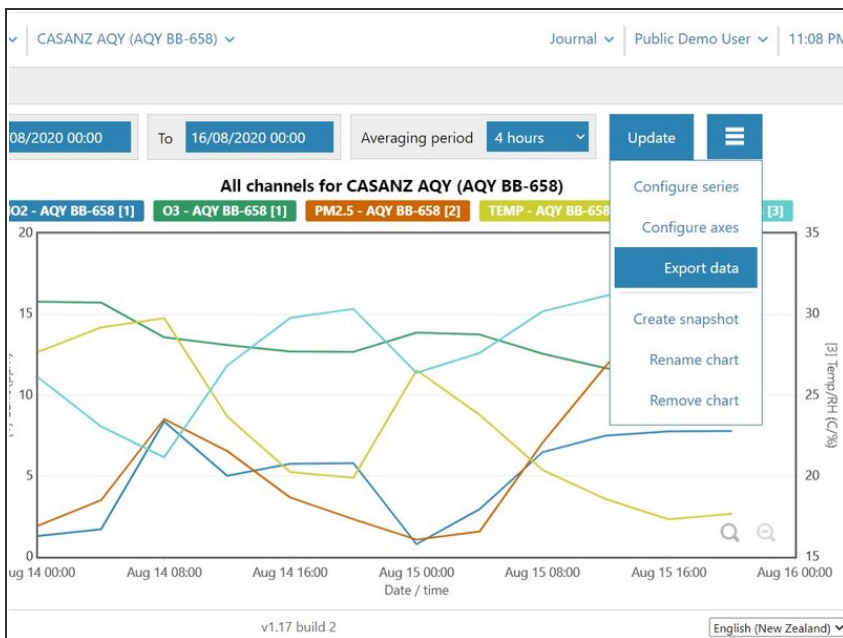 CASANZ AQY (AQY BB-658) Journal Public Demo User 11:08 PM
08/2020 00:00 To 16/08/2020 00:00 Averaging period 4 hours Update
All channels for CASANZ AQY (AQY BB-658)
NO2 - AQY BB-658 [1] O3 - AQY BB-658 [1] PM2.5 - AQY BB-658 [2] TEMP - AQY BB-658 [3]
Configure series
Configure axes
Export data
Create snapshot
Rename chart
Remove chart
20
15
10
5
0
35
30
25
20
15
[3] Temp/RH (C/%)
ug 14 00:00 Aug 14 08:00 Aug 14 16:00 Aug 15 00:00 Aug 15 08:00 Aug 15 16:00 Aug 16 00:00
Date / time
v1.17 build 2 English (New Zealand)